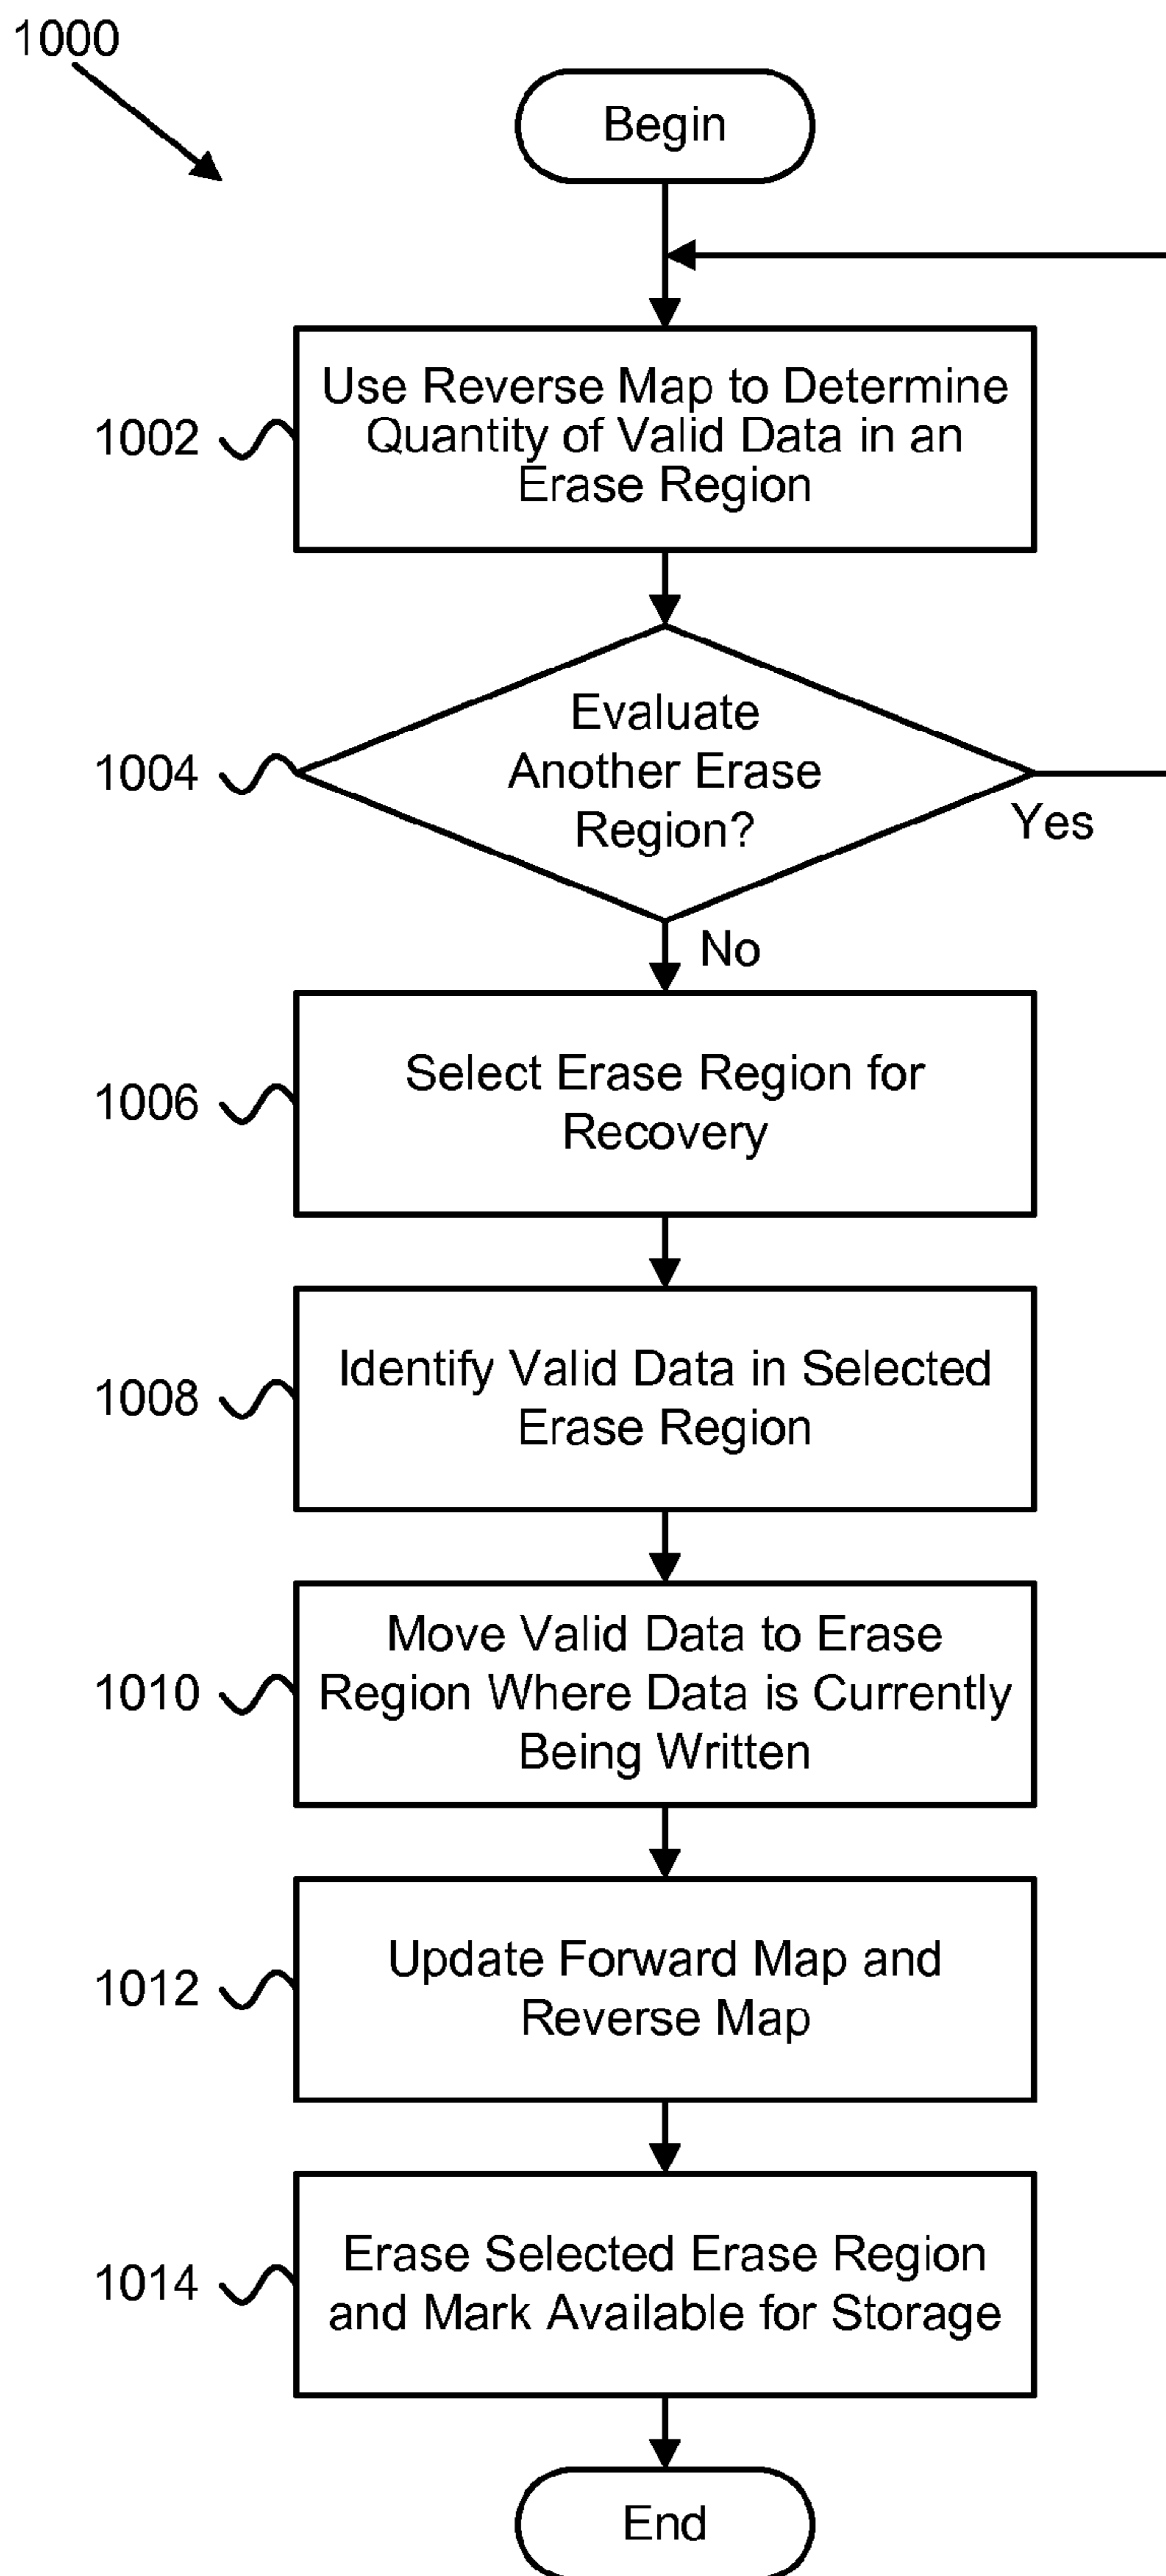 1000
Begin
Use Reverse Map to Determine
Quantity of Valid Data in an
Erase Region
1002
Evaluate
Another Erase
Region?
1004
Yes
No
Select Erase Region for
Recovery
1006
Identify Valid Data in Selected
Erase Region
1008
Move Valid Data to Erase
Region Where Data is Currently
Being Written
1010
Update Forward Map and
Reverse Map
1012
Erase Selected Erase Region
and Mark Available for Storage
1014
End